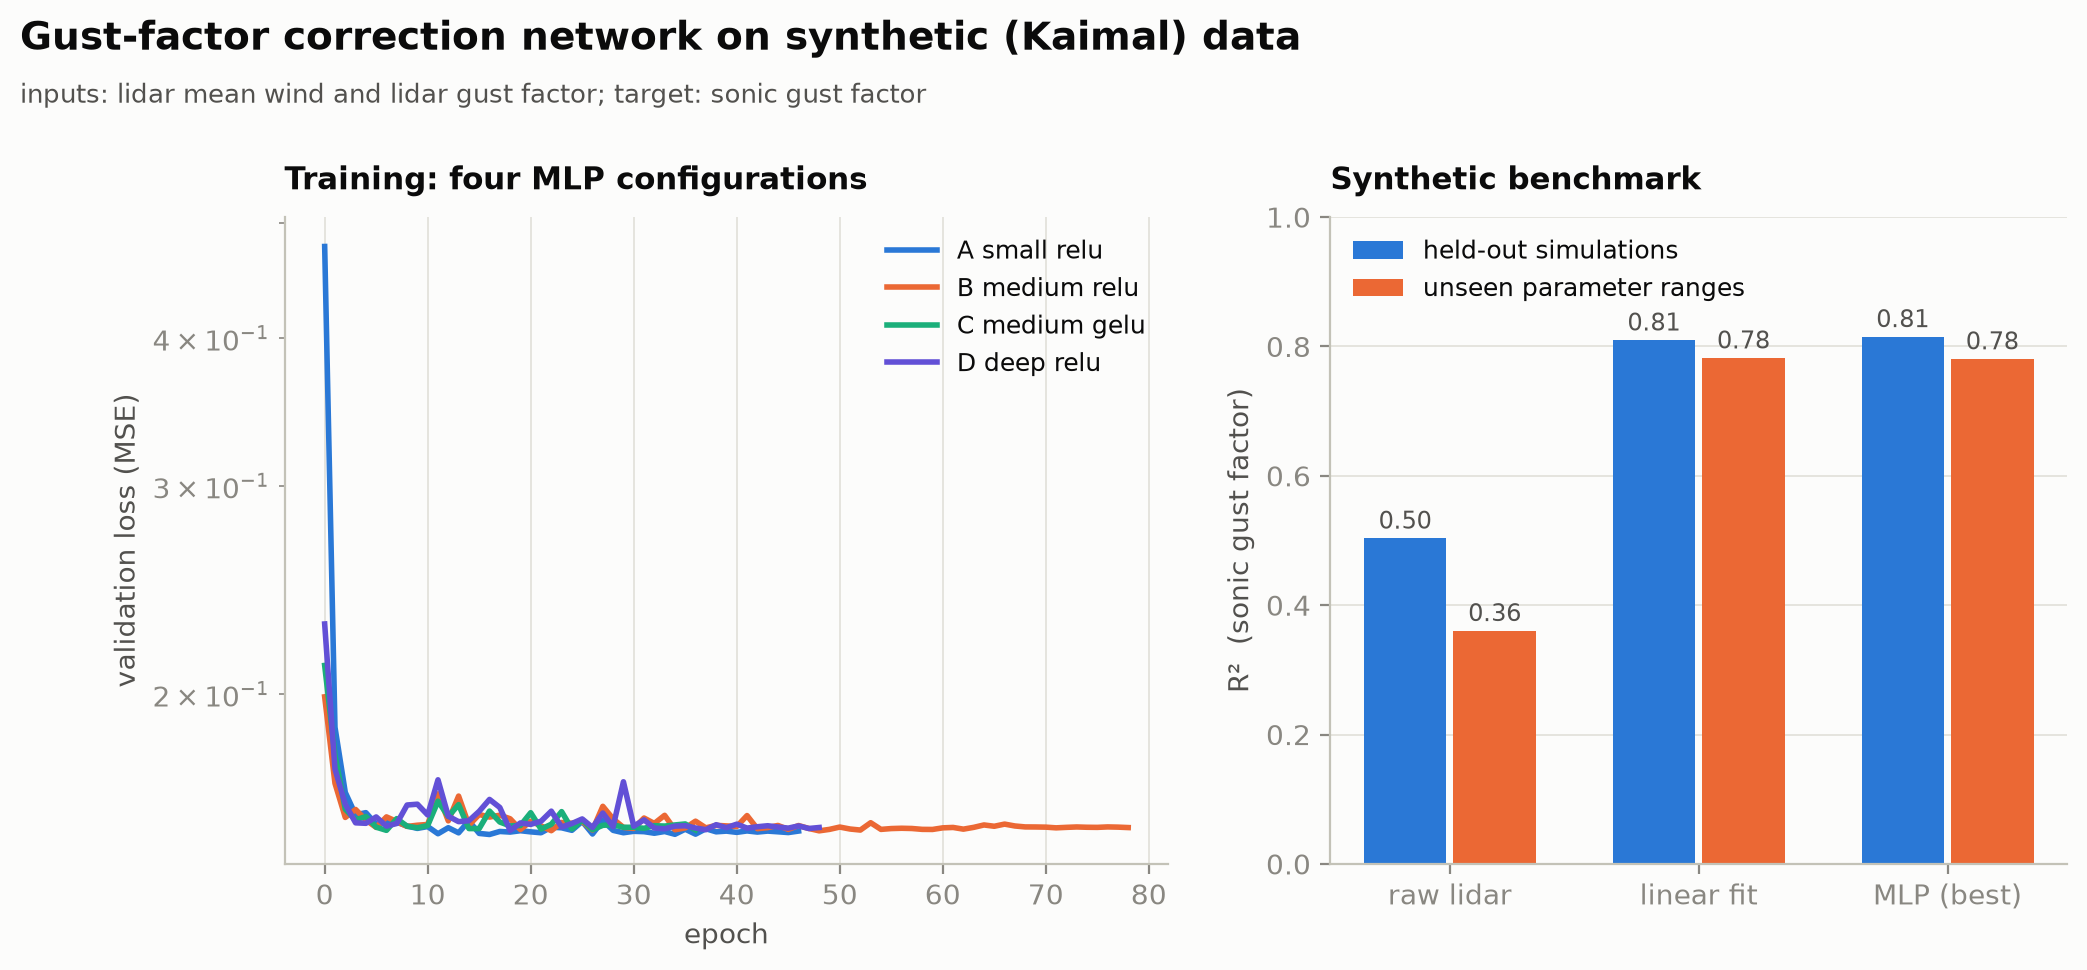 Gust-factor correction network on synthetic (Kaimal) data
inputs: lidar mean wind and lidar gust factor; target: sonic gust factor
Training: four MLP configurations
validation loss (MSE)
4 × 10⁻¹
3 × 10⁻¹
2 × 10⁻¹
A small relu
B medium relu
C medium gelu
D deep relu
0 10 20 30 40 50 60 70 80
epoch
Synthetic benchmark
R² (sonic gust factor)
1.0
0.8
0.6
0.4
0.2
0.0
held-out simulations
unseen parameter ranges
0.50
0.36
0.81
0.78
0.81
0.78
raw lidar linear fit MLP (best)